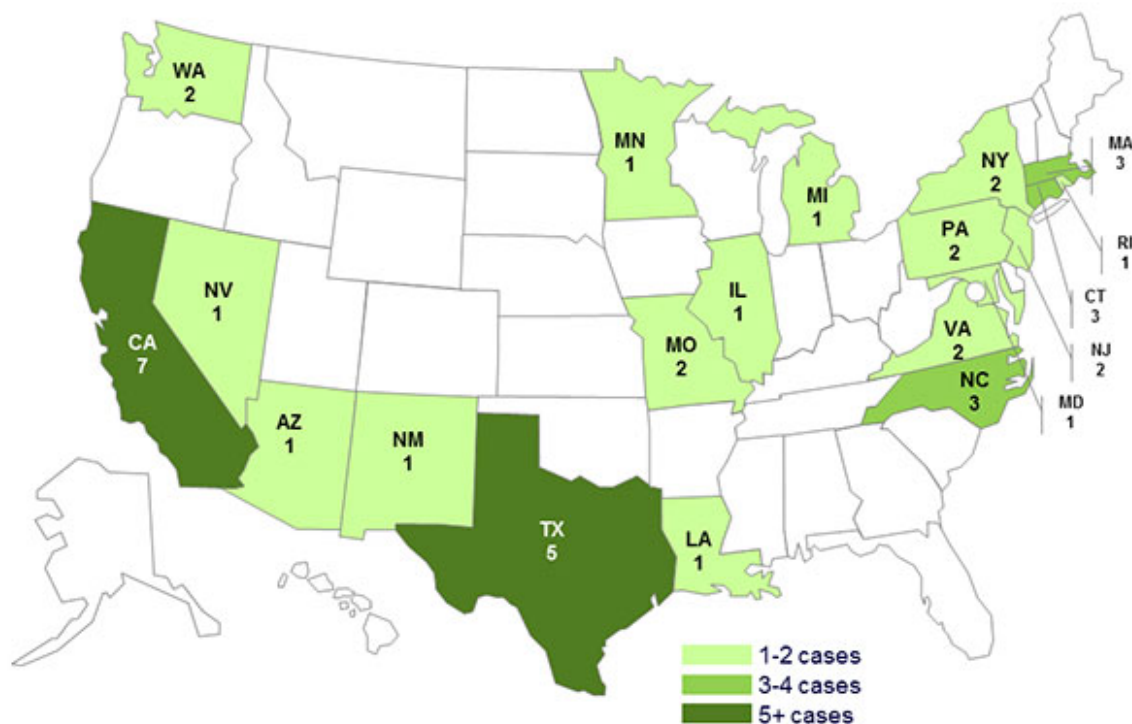 WA
2
MN
1
MI
1
NY
2
MA
3
PA
2
RI
1
CT
3
NJ
2
MD
1
NV
1
IL
1
MO
2
VA
2
NC
3
CA
7
AZ
1
NM
1
TX
5
LA
1
1-2 cases
3-4 cases
5+ cases